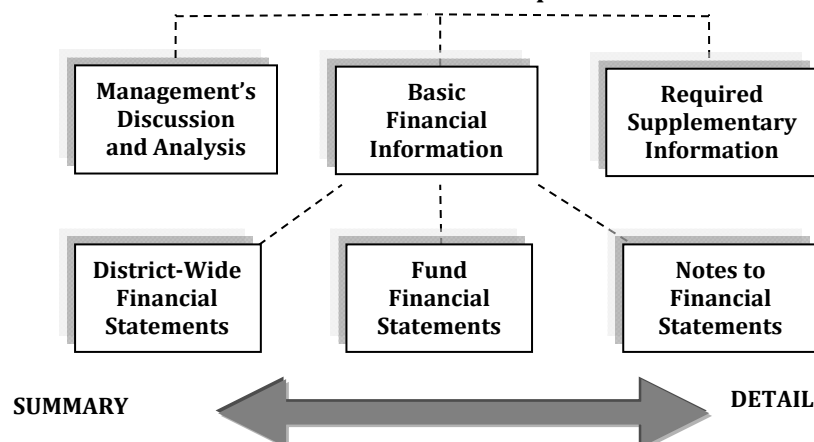 Management’s
Discussion
and Analysis
Basic
Financial
Information
Required
Supplementary
Information
District-Wide
Financial
Statements
Fund
Financial
Statements
Notes to
Financial
Statements
SUMMARY
DETAIL